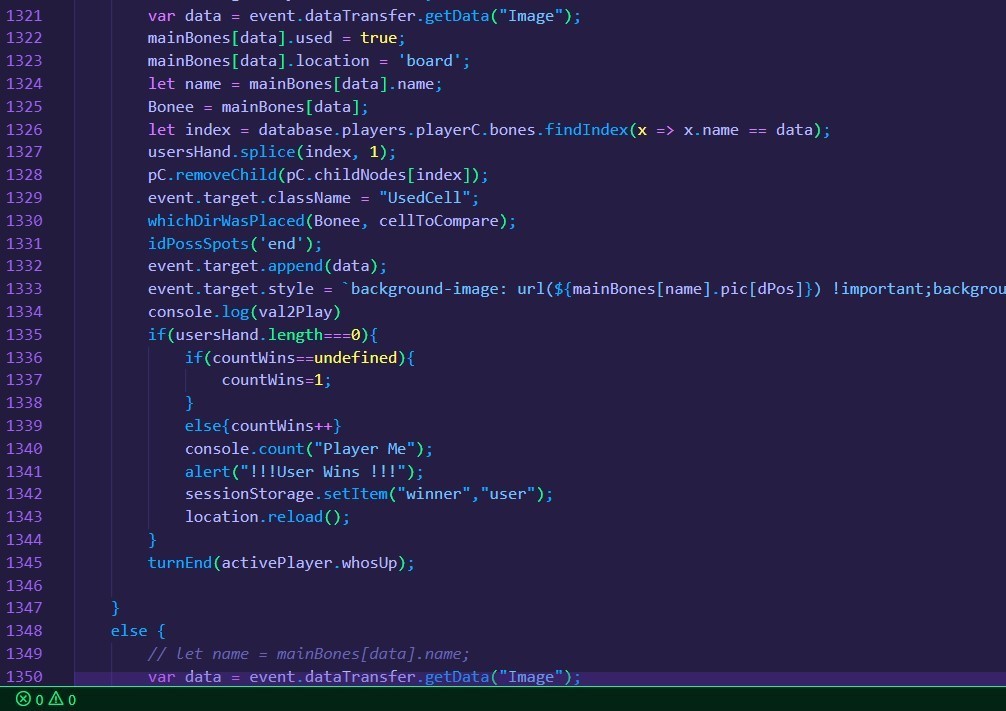 1321 var data = event.dataTransfer.getData("Image");
1322 mainBones[data].used = true;
1323 mainBones[data].location = 'board';
1324 let name = mainBones[data].name;
1325 Bonee = mainBones[data];
1326 let index = database.players.playerC.bones.findIndex(x => x.name == data);
1327 usersHand.splice(index, 1);
1328 pC.removeChild(pC.childNodes[index]);
1329 event.target.className = "UsedCell";
1330 whichDirWasPlaced(Bonee, cellToCompare);
1331 idPossSpots('end');
1332 event.target.append(data);
1333 event.target.style = `background-image: url(${mainBones[name].pic[dPos]}) !important;backgrou
1334 console.log(val2Play)
1335 if(usersHand.length===0){
1336 if(countWins==undefined){
1337 countWins=1;
1338 }
1339 else{countWins++}
1340 console.count("Player Me");
1341 alert("!!!User Wins !!!");
1342 sessionStorage.setItem("winner","user");
1343 location.reload();
1344 }
1345 turnEnd(activePlayer.whosUp);
1346
1347 }
1348 else {
1349 // let name = mainBones[data].name;
1350 var data = event.dataTransfer.getData("Image");
0 0